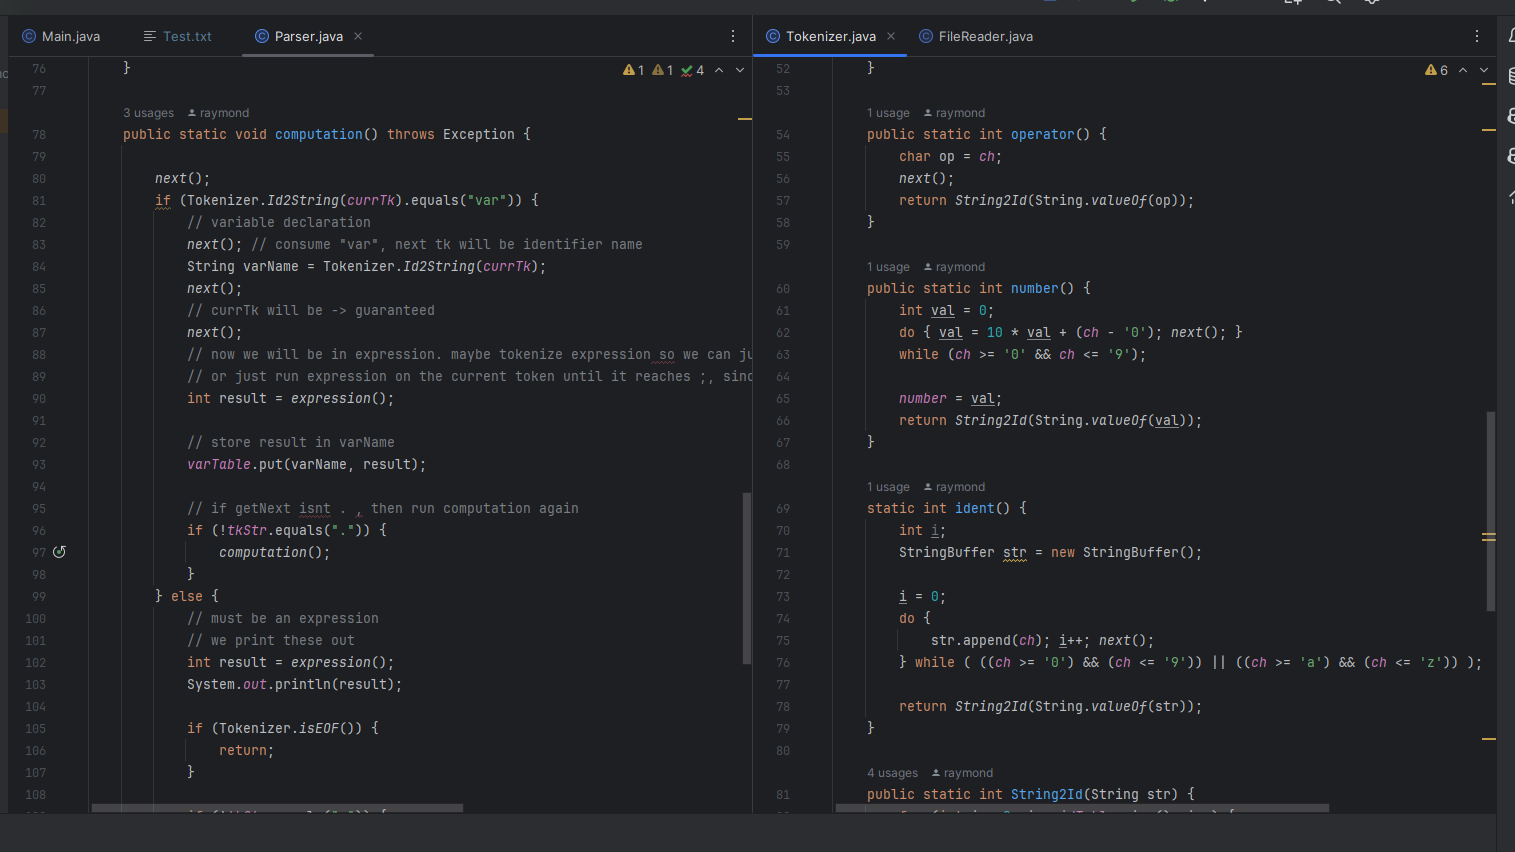 Main.java
Test.txt
Parser.java
Tokenizer.java
FileReader.java
1 1 4
76 }
77
3 usages raymond
78 public static void computation() throws Exception {
79
80 next();
81 if (Tokenizer.Id2String(currTk).equals("var")) {
82 // variable declaration
83 next(); // consume "var", next tk will be identifier name
84 String varName = Tokenizer.Id2String(currTk);
85 next();
86 // currTk will be -> guaranteed
87 next();
88 // now we will be in expression. maybe tokenize expression so we can ju
89 // or just run expression on the current token until it reaches ;, sinc
90 int result = expression();
91
92 // store result in varName
93 varTable.put(varName, result);
94
95 // if getNext isnt . , then run computation again
96 if (!tkStr.equals(".")) {
97 computation();
98 }
99 } else {
100 // must be an expression
101 // we print these out
102 int result = expression();
103 System.out.println(result);
104
105 if (Tokenizer.isEOF()) {
106 return;
107 }
108
6
52 }
53
1 usage raymond
54 public static int operator() {
55 char op = ch;
56 next();
57 return String2Id(String.valueOf(op));
58 }
59
1 usage raymond
60 public static int number() {
61 int val = 0;
62 do { val = 10 * val + (ch - '0'); next(); }
63 while (ch >= '0' && ch <= '9');
64
65 number = val;
66 return String2Id(String.valueOf(val));
67 }
68
1 usage raymond
69 static int ident() {
70 int i;
71 StringBuffer str = new StringBuffer();
72
73 i = 0;
74 do {
75 str.append(ch); i++; next();
76 } while ( ((ch >= '0') && (ch <= '9')) || ((ch >= 'a') && (ch <= 'z')) );
77
78 return String2Id(String.valueOf(str));
79 }
80
4 usages raymond
81 public static int String2Id(String str) {